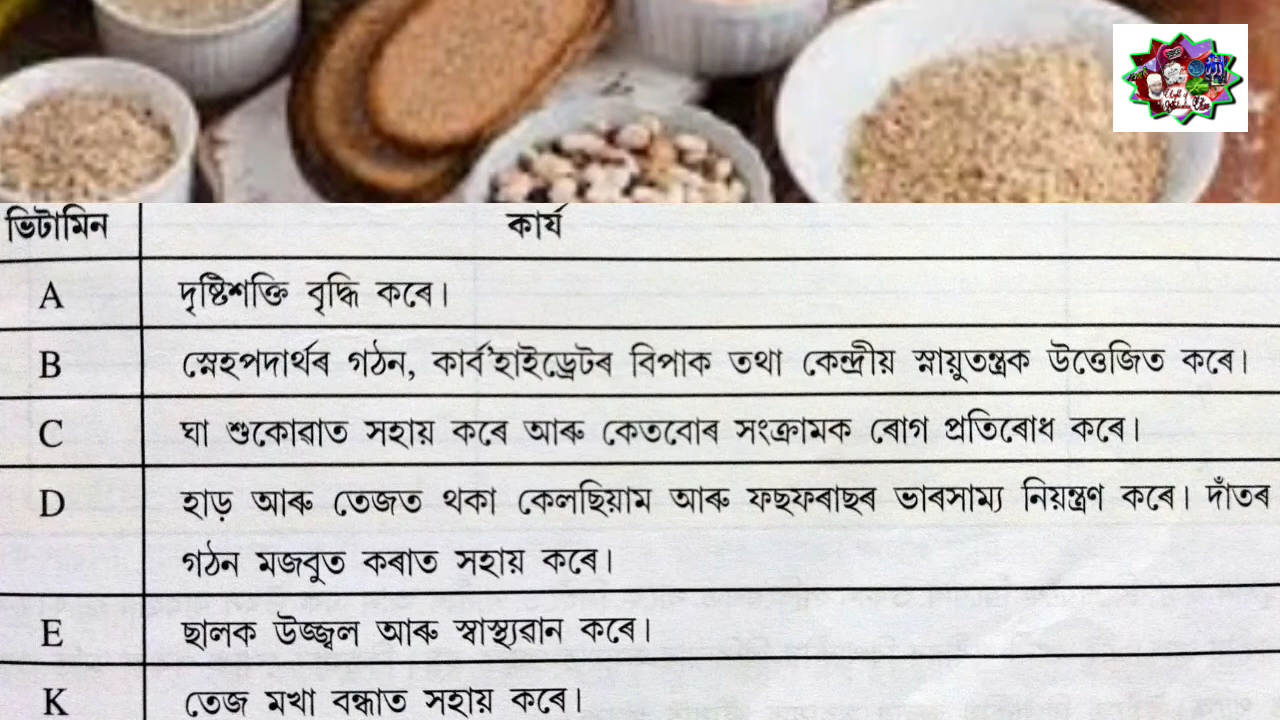 ভিটামিন কাৰ্য
A দৃষ্টিশক্তি বৃদ্ধি কৰে।
B স্নেহপদাৰ্থৰ গঠন, কাৰ্ব'হাইড্ৰেটৰ বিপাক তথা কেন্দ্ৰীয় স্নায়ুতন্ত্ৰক উত্তেজিত কৰে।
C ঘা শুকোৱাত সহায় কৰে আৰু কেতবোৰ সংক্ৰামক ৰোগ প্ৰতিৰোধ কৰে।
D হাড় আৰু তেজত থকা কেলছিয়াম আৰু ফছফৰাছৰ ভাৰসাম্য নিয়ন্ত্ৰণ কৰে। দাঁতৰ
গঠন মজবুত কৰাত সহায় কৰে।
E ছালক উজ্জ্বল আৰু স্বাস্থ্যৱান কৰে।
K তেজ মখা বন্ধাত সহায় কৰে।